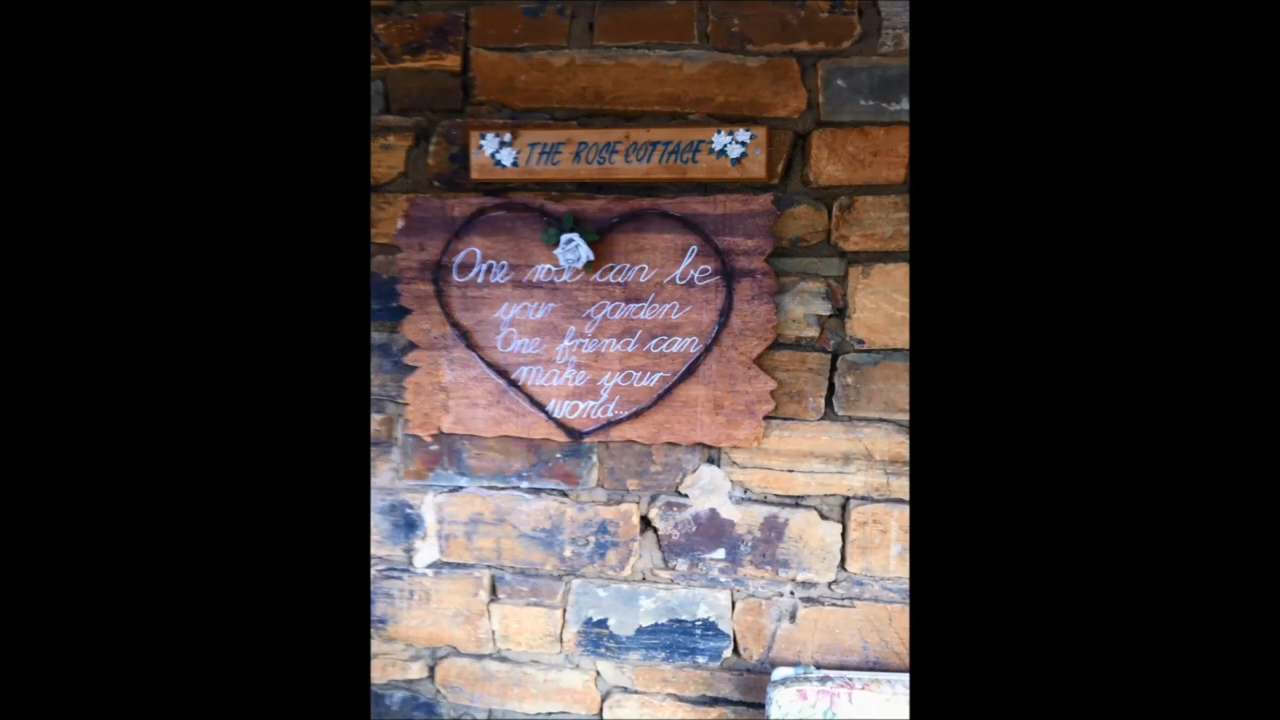 THE ROSE COTTAGE
One rose can be
your garden
One friend can
make your
world...